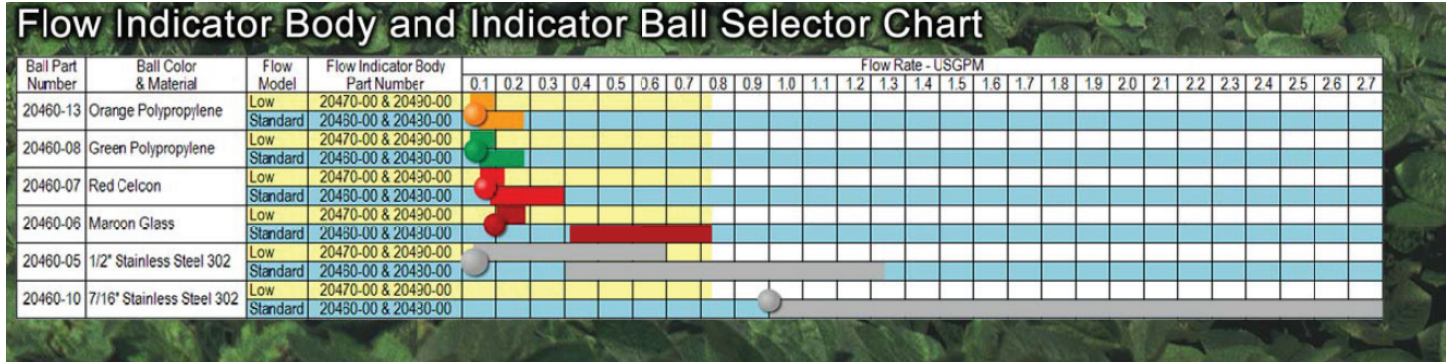 Flow Indicator Body and Indicator Ball Selector Chart
Ball Part Number Ball Color & Material Flow Model Flow Indicator Body Part Number Flow Rate - USGPM
0.1 0.2 0.3 0.4 0.5 0.6 0.7 0.8 0.9 1.0 1.1 1.2 1.3 1.4 1.5 1.6 1.7 1.8 1.9 2.0 2.1 2.2 2.3 2.4 2.5 2.6 2.7
20460-13 Orange Polypropylene Low 20470-00 & 20490-00
Standard 20460-00 & 20480-00
20460-08 Green Polypropylene Low 20470-00 & 20490-00
Standard 20460-00 & 20480-00
20460-07 Red Celcon Low 20470-00 & 20490-00
Standard 20460-00 & 20480-00
20460-06 Maroon Glass Low 20470-00 & 20490-00
Standard 20460-00 & 20480-00
20460-05 1/2" Stainless Steel 302 Low 20470-00 & 20490-00
Standard 20460-00 & 20480-00
20460-10 7/16" Stainless Steel 302 Low 20470-00 & 20490-00
Standard 20460-00 & 20480-00